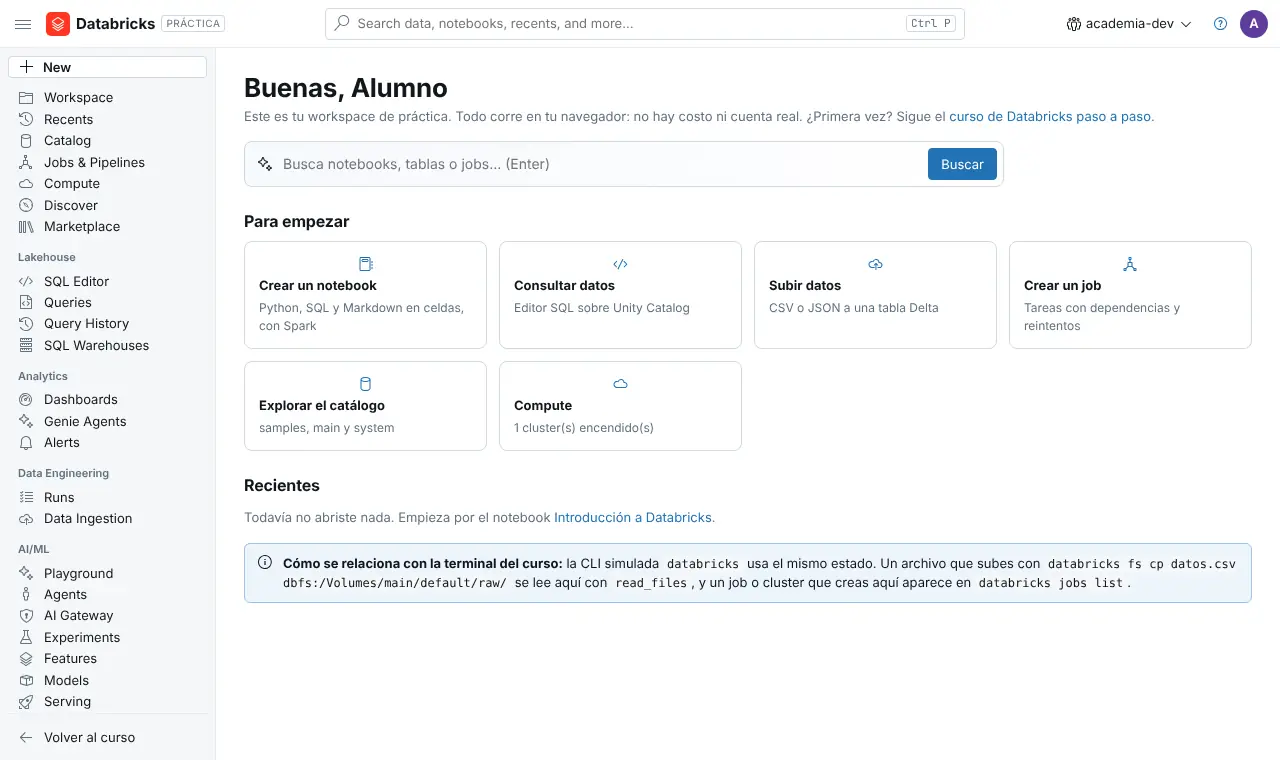 Databricks PRÁCTICA
Search data, notebooks, recents, and more...
Ctrl P
academia-dev
?
A
New
Workspace
Recents
Catalog
Jobs & Pipelines
Compute
Discover
Marketplace
Lakehouse
SQL Editor
Queries
Query History
SQL Warehouses
Analytics
Dashboards
Genie Agents
Alerts
Data Engineering
Runs
Data Ingestion
AI/ML
Playground
Agents
AI Gateway
Experiments
Features
Models
Serving
Volver al curso
Buenas, Alumno
Este es tu workspace de práctica. Todo corre en tu navegador: no hay costo ni cuenta real. ¿Primera vez? Sigue el curso de Databricks paso a paso.
Busca notebooks, tablas o jobs... (Enter)
Buscar
Para empezar
Crear un notebook
Python, SQL y Markdown en celdas,
con Spark
Consultar datos
Editor SQL sobre Unity Catalog
Subir datos
CSV o JSON a una tabla Delta
Crear un job
Tareas con dependencias y
reintentos
Explorar el catálogo
samples, main y system
Compute
1 cluster(s) encendido(s)
Recientes
Todavía no abriste nada. Empieza por el notebook Introducción a Databricks.
Cómo se relaciona con la terminal del curso: la CLI simulada databricks usa el mismo estado. Un archivo que subes con databricks fs cp datos.csv
dbfs:/Volumes/main/default/raw/ se lee aquí con read_files, y un job o cluster que creas aquí aparece en databricks jobs list.